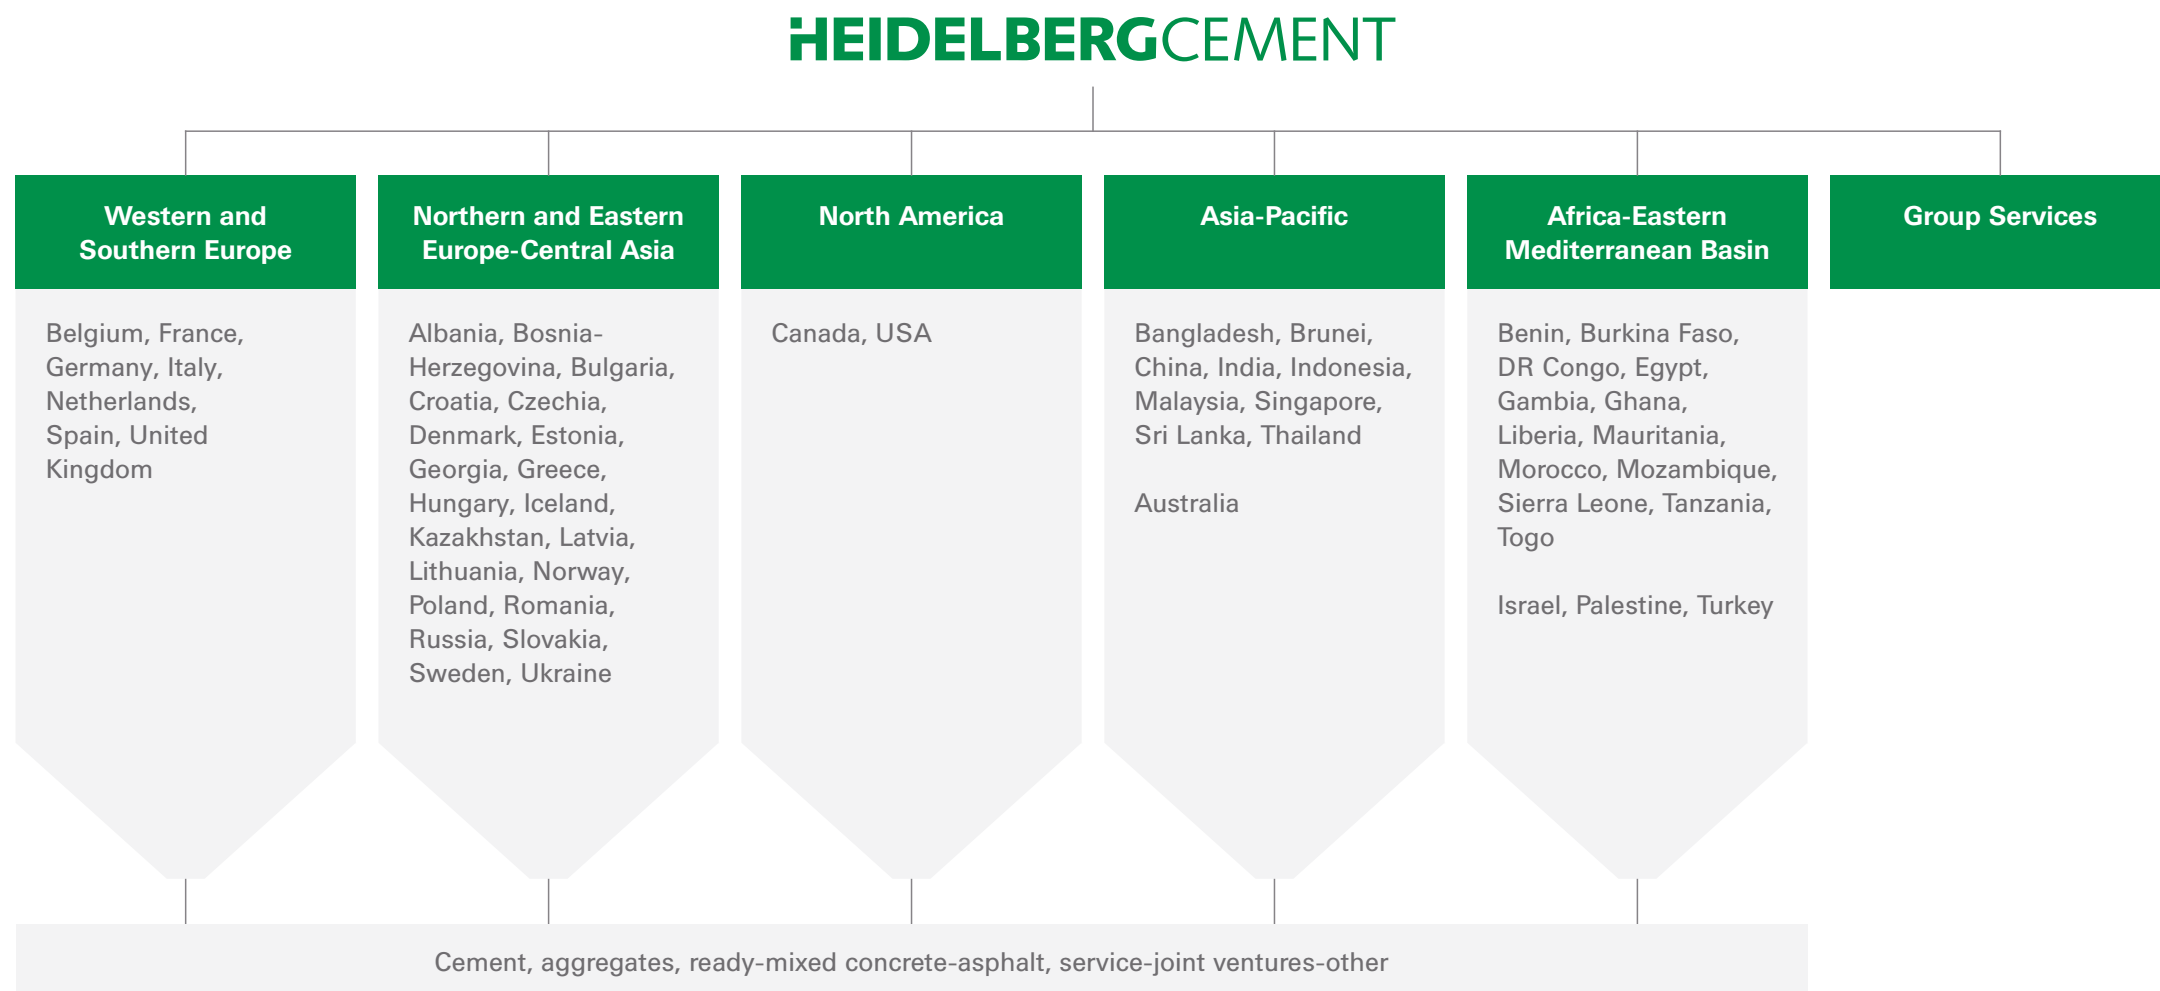 HEIDELBERGCEMENT
Western and
Southern Europe
Belgium, France,
Germany, Italy,
Netherlands,
Spain, United
Kingdom
Northern and Eastern
Europe-Central Asia
Albania, Bosnia-
Herzegovina, Bulgaria,
Croatia, Czechia,
Denmark, Estonia,
Georgia, Greece,
Hungary, Iceland,
Kazakhstan, Latvia,
Lithuania, Norway,
Poland, Romania,
Russia, Slovakia,
Sweden, Ukraine
North America
Canada, USA
Asia-Pacific
Bangladesh, Brunei,
China, India, Indonesia,
Malaysia, Singapore,
Sri Lanka, Thailand
Australia
Africa-Eastern
Mediterranean Basin
Benin, Burkina Faso,
DR Congo, Egypt,
Gambia, Ghana,
Liberia, Mauritania,
Morocco, Mozambique,
Sierra Leone, Tanzania,
Togo
Israel, Palestine, Turkey
Group Services
Cement, aggregates, ready-mixed concrete-asphalt, service-joint ventures-other